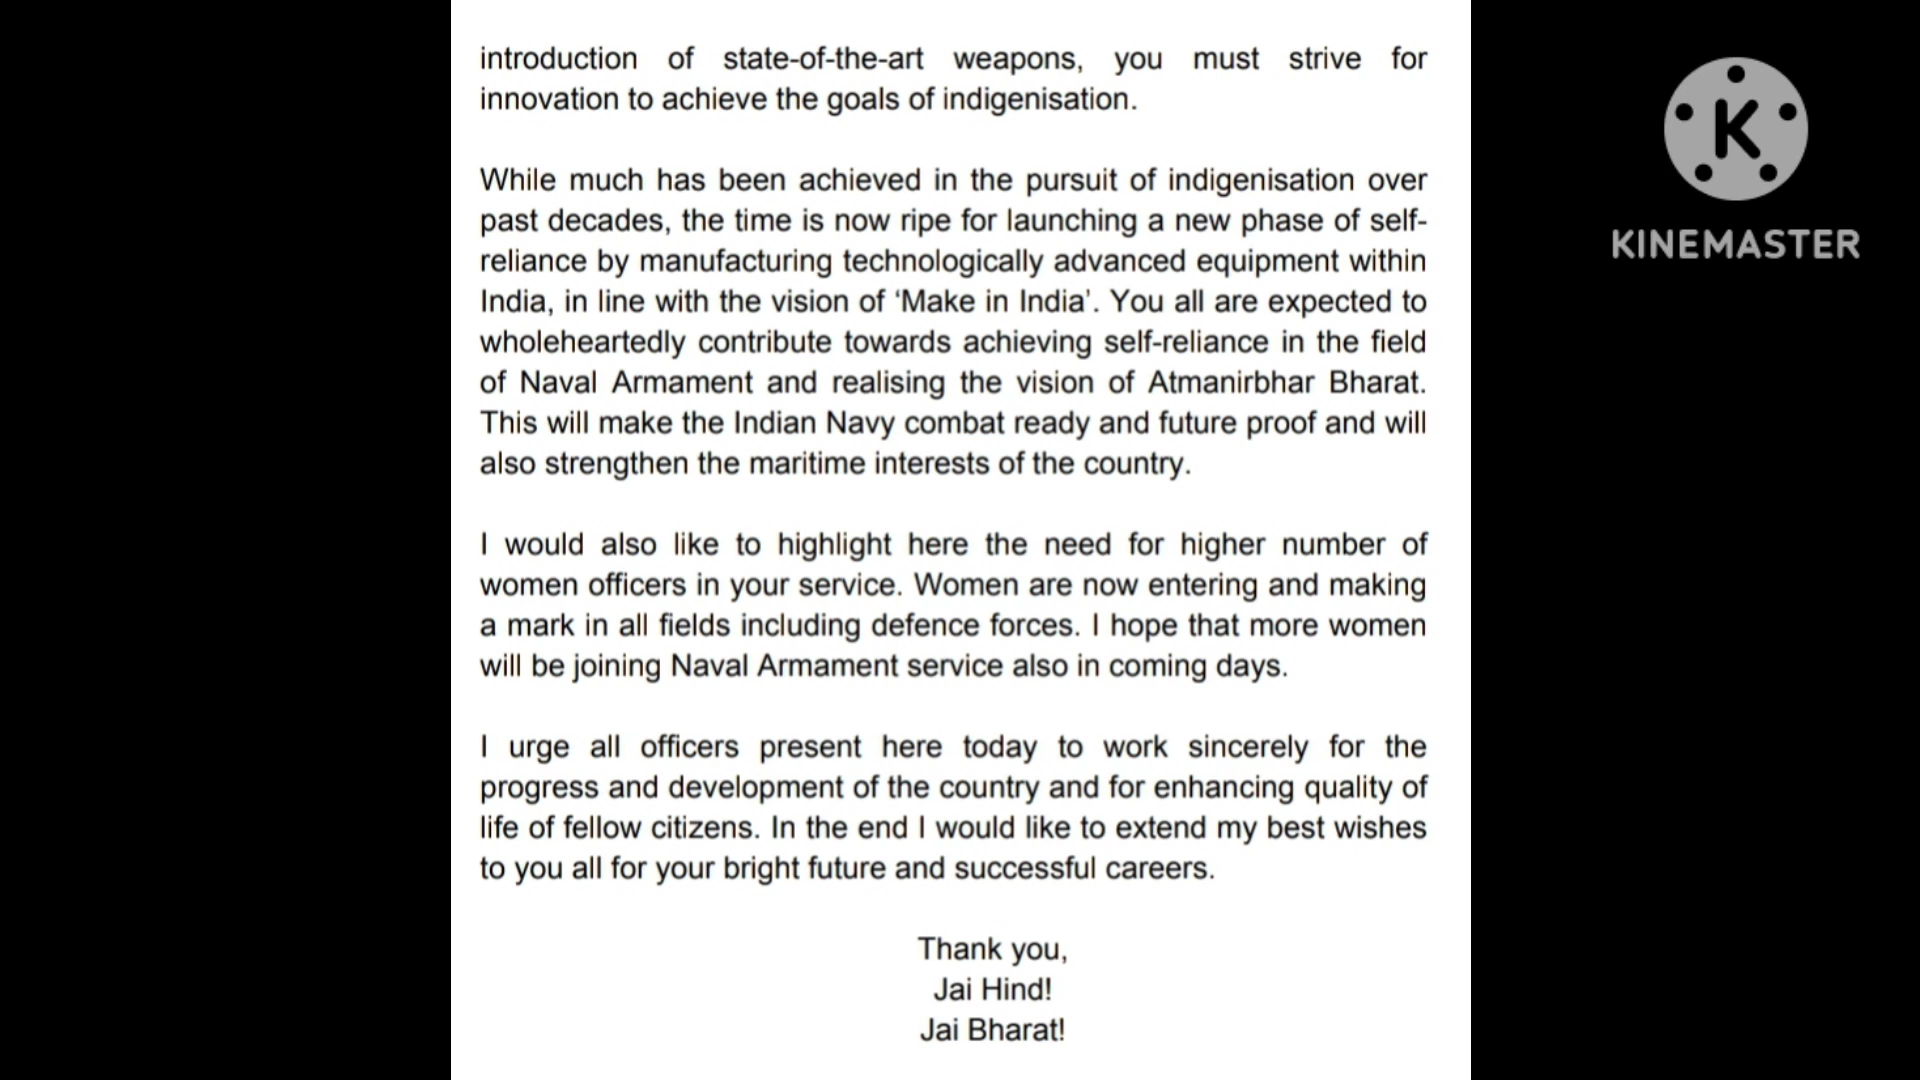 introduction of state-of-the-art weapons, you must strive for
innovation to achieve the goals of indigenisation.
While much has been achieved in the pursuit of indigenisation over
past decades, the time is now ripe for launching a new phase of self-
reliance by manufacturing technologically advanced equipment within
India, in line with the vision of ‘Make in India’. You all are expected to
wholeheartedly contribute towards achieving self-reliance in the field
of Naval Armament and realising the vision of Atmanirbhar Bharat.
This will make the Indian Navy combat ready and future proof and will
also strengthen the maritime interests of the country.
I would also like to highlight here the need for higher number of
women officers in your service. Women are now entering and making
a mark in all fields including defence forces. I hope that more women
will be joining Naval Armament service also in coming days.
I urge all officers present here today to work sincerely for the
progress and development of the country and for enhancing quality of
life of fellow citizens. In the end I would like to extend my best wishes
to you all for your bright future and successful careers.
Thank you,
Jai Hind!
Jai Bharat!
K
KINEMASTER